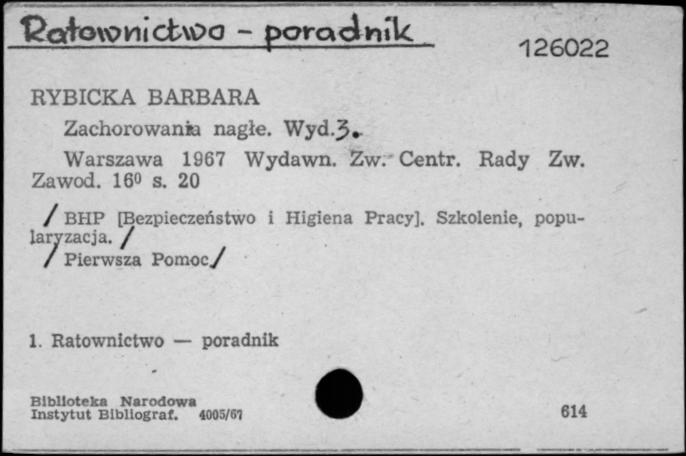 Ratownictwo - poradnik
126022
RYBICKA BARBARA
Zachorowania nagłe. Wyd.3.
Warszawa 1967 Wydawn. Zw. Centr. Rady Zw.
Zawod. 16⁰ s. 20
/ BHP [Bezpieczeństwo i Higiena Pracy]. Szkolenie, popu-
laryzacja. /
/ Pierwsza Pomoc /
1. Ratownictwo — poradnik
Biblioteka Narodowa
Instytut Bibliograf. 4005/67
614